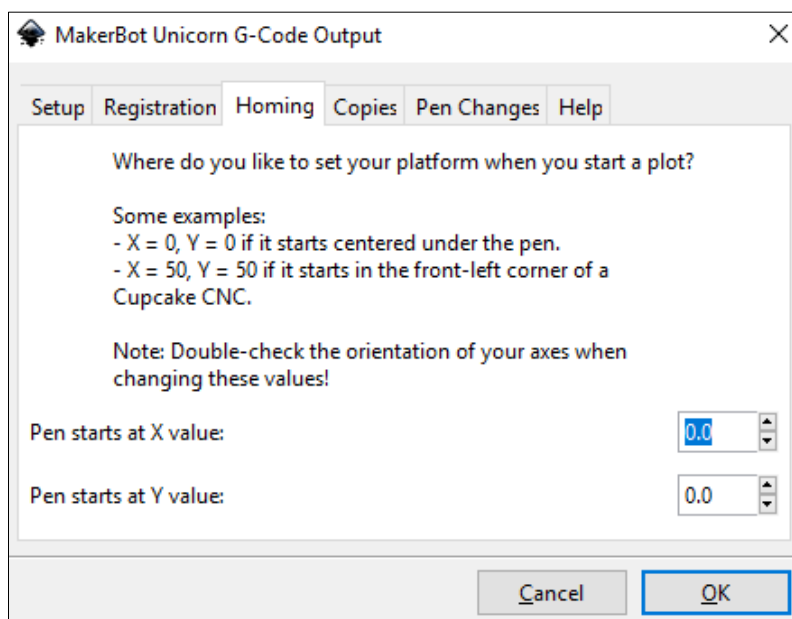 MakerBot Unicorn G-Code Output
Setup Registration Homing Copies Pen Changes Help
Where do you like to set your platform when you start a plot?
Some examples:
- X = 0, Y = 0 if it starts centered under the pen.
- X = 50, Y = 50 if it starts in the front-left corner of a
Cupcake CNC.
Note: Double-check the orientation of your axes when
changing these values!
Pen starts at X value: 0.0
Pen starts at Y value: 0.0
Cancel OK